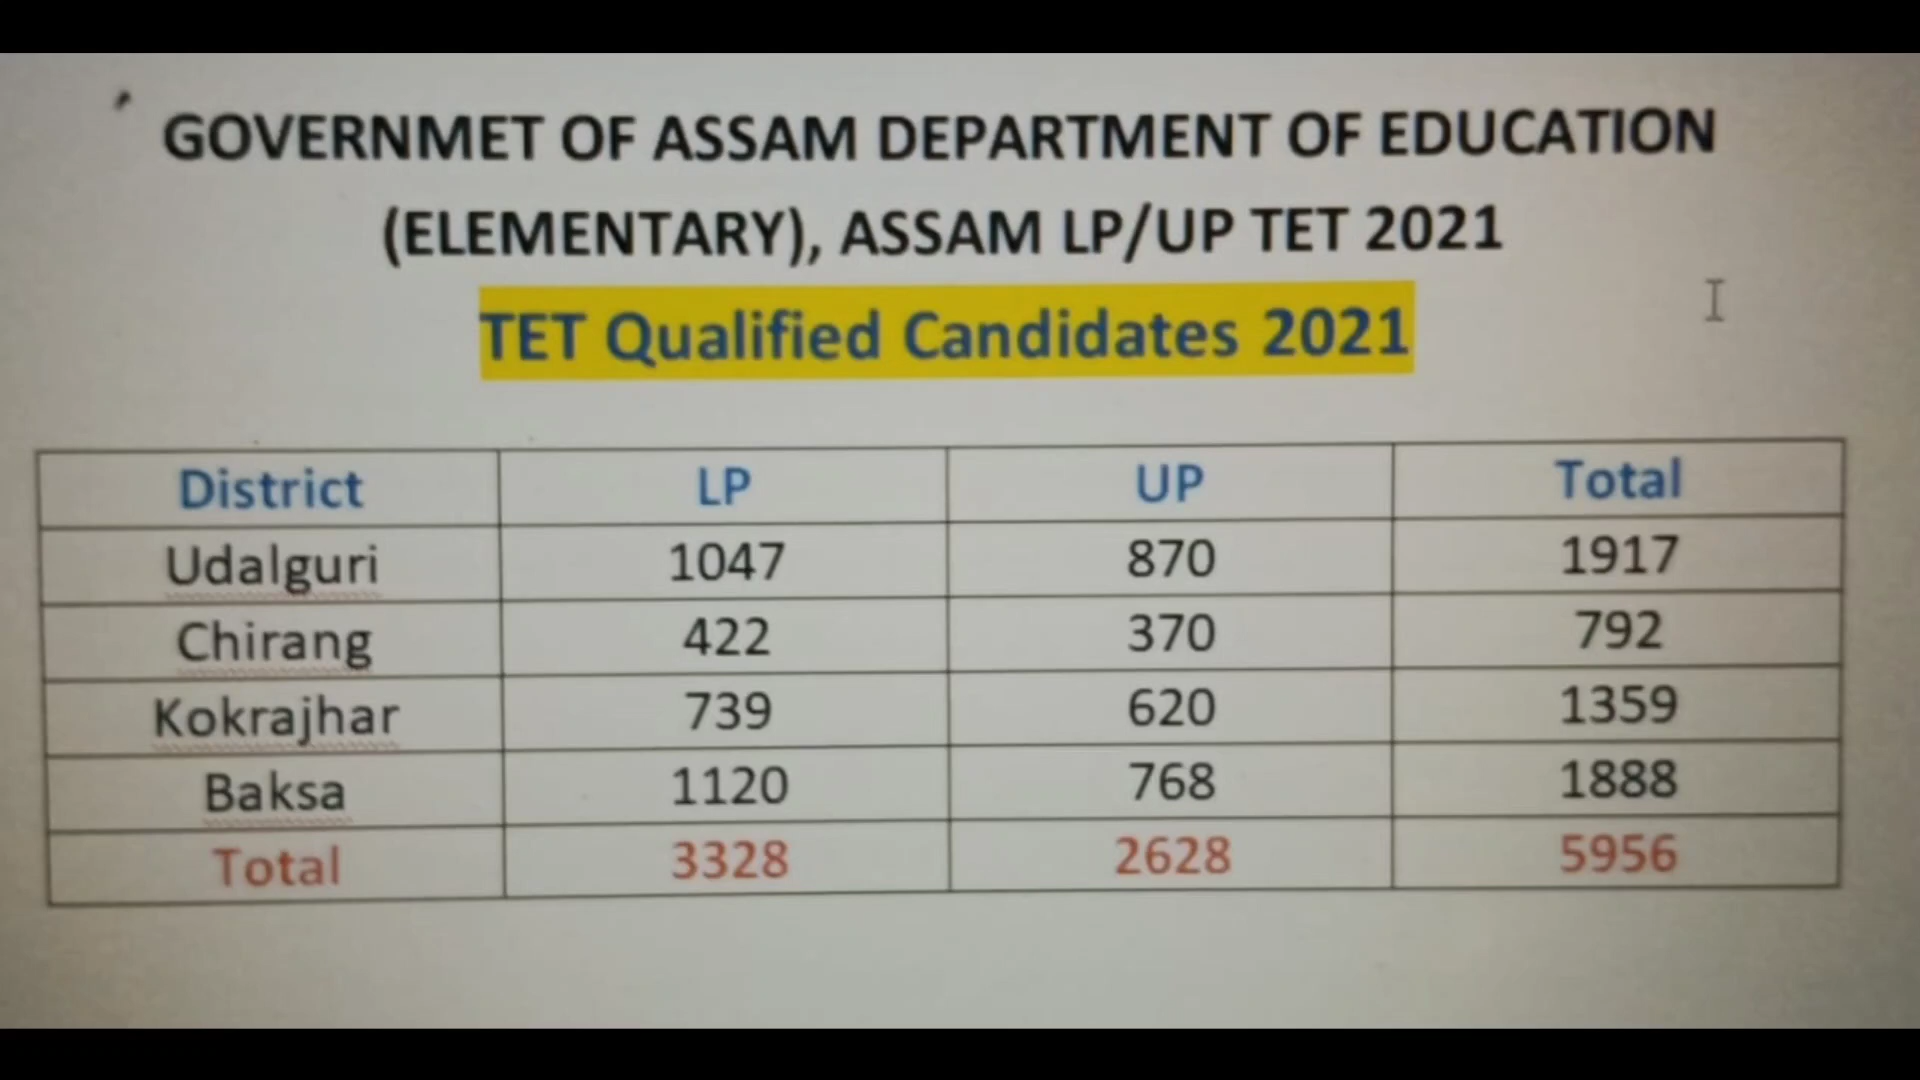 GOVERNMET OF ASSAM DEPARTMENT OF EDUCATION
(ELEMENTARY), ASSAM LP/UP TET 2021
TET Qualified Candidates 2021
District LP UP Total
Udalguri 1047 870 1917
Chirang 422 370 792
Kokrajhar 739 620 1359
Baksa 1120 768 1888
Total 3328 2628 5956